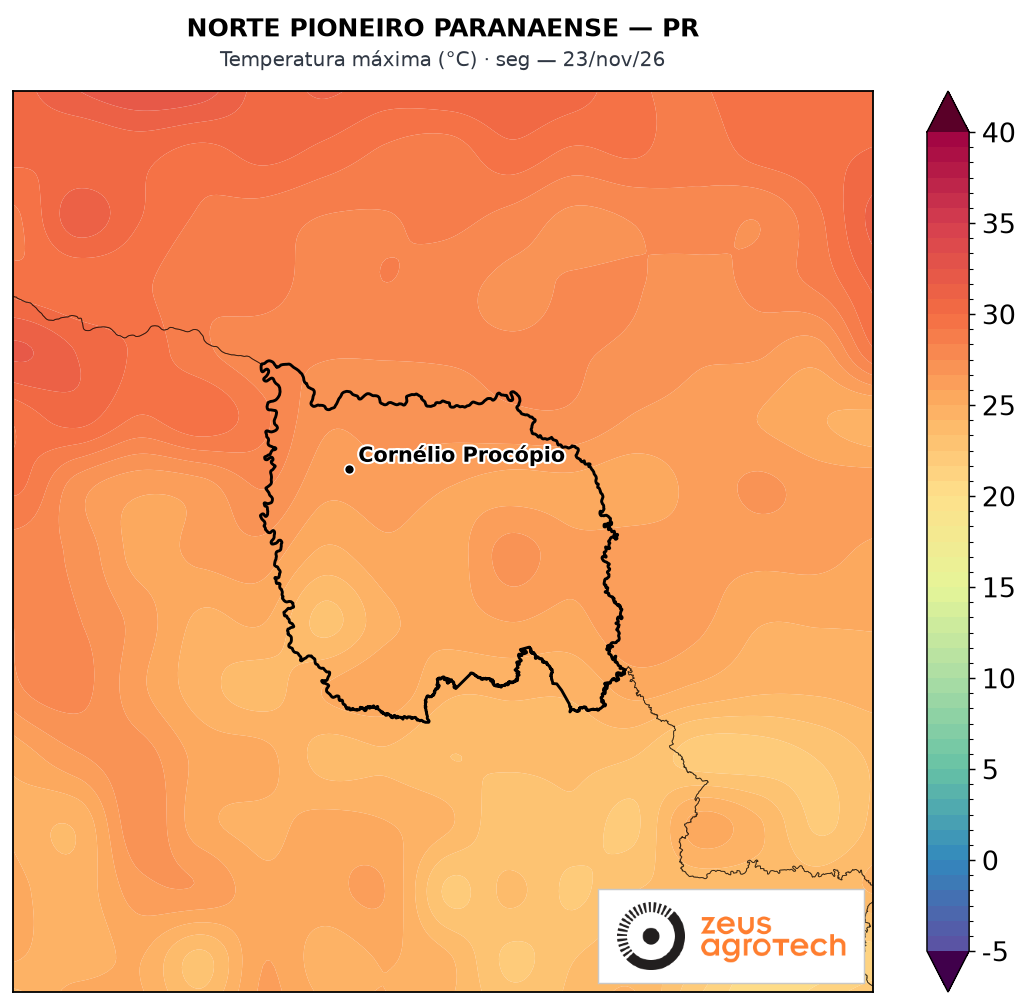 NORTE PIONEIRO PARANAENSE — PR
Temperatura máxima (°C) · seg — 23/nov/26
40
35
30
25
20
15
10
5
0
-5
Cornélio Procópio
zeus
agrotech